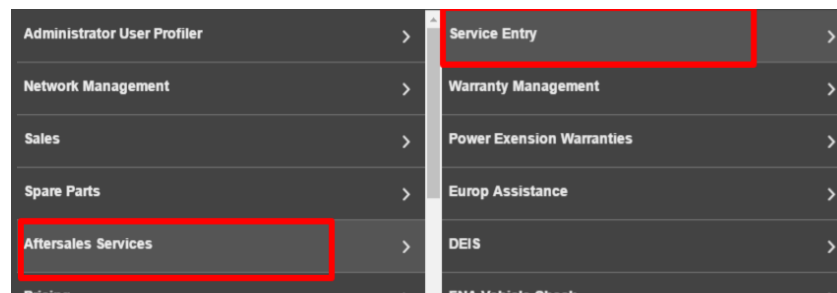 Administrator User Profiler
Network Management
Sales
Spare Parts
Aftersales Services
Service Entry
Warranty Management
Power Exension Warranties
Europ Assistance
DEIS